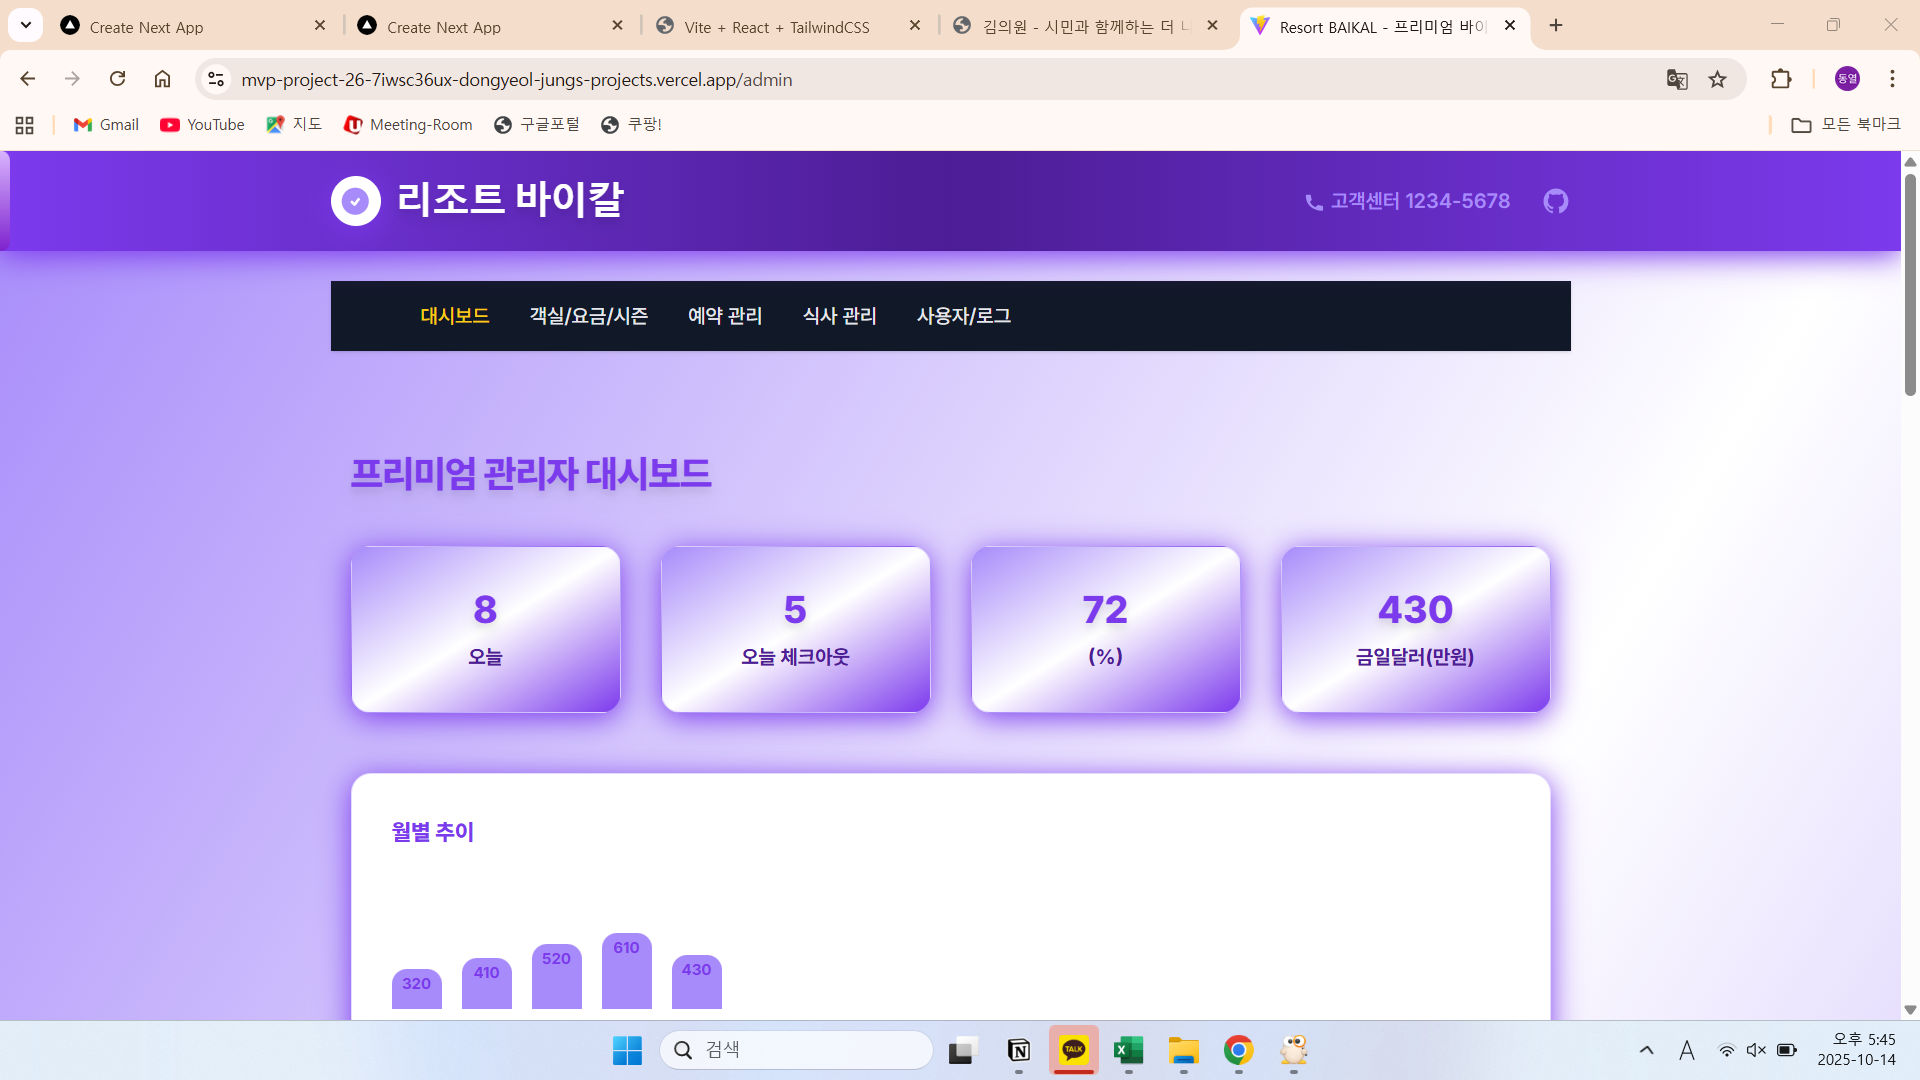 Create Next App
Create Next App
Vite + React + TailwindCSS
김의원 - 시민과 함께하는 더 나
Resort BAIKAL - 프리미엄 바이
mvp-project-26-7iwsc36ux-dongyeol-jungs-projects.vercel.app/admin
동열
Gmail
YouTube
지도
Meeting-Room
구글포털
쿠팡!
모든 북마크
리조트 바이칼
고객센터 1234-5678
대시보드 객실/요금/시즌 예약 관리 식사 관리 사용자/로그
프리미엄 관리자 대시보드
8
오늘
5
오늘 체크아웃
72
(%)
430
금일달러(만원)
월별 추이
320
410
520
610
430
검색
TALK
A
오후 5:45
2025-10-14